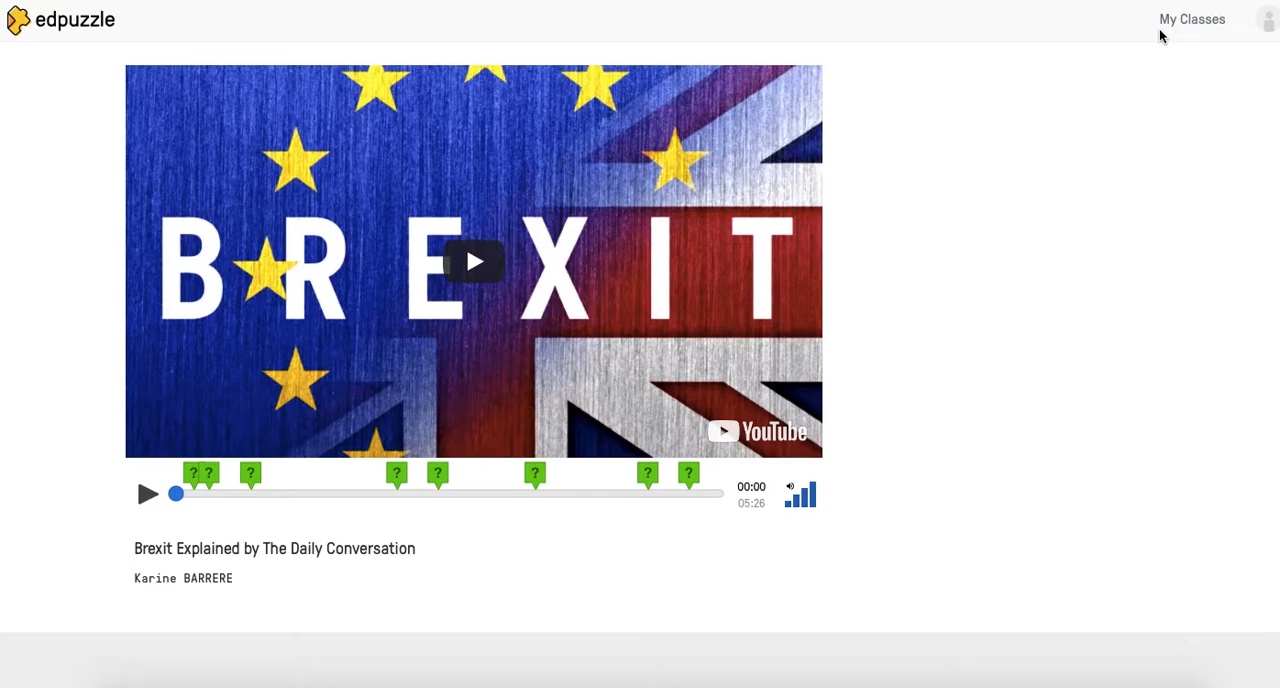 edpuzzle
My Classes
BREXIT
YouTube
? ? ? ? ? ? ? ?
00:00
05:26
Brexit Explained by The Daily Conversation
Karine BARRERE